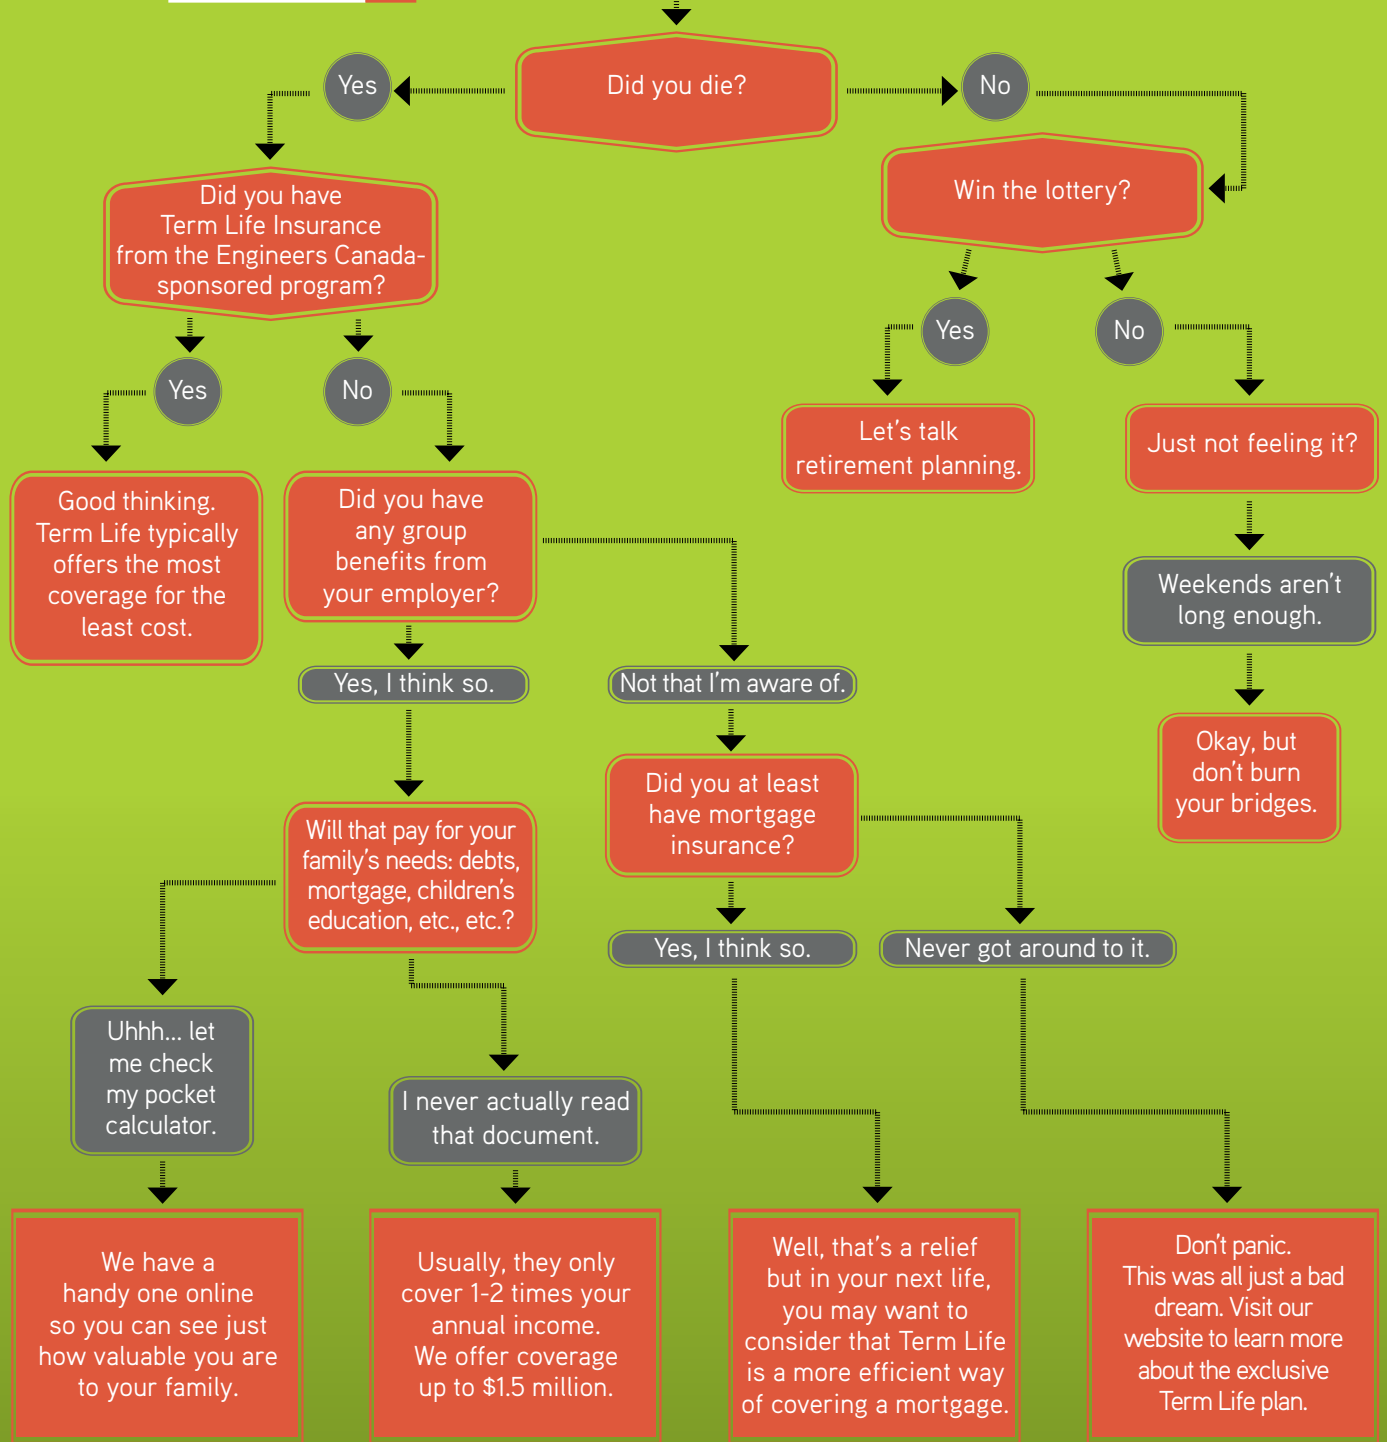 Did you die?
Yes
No
Did you have
Term Life Insurance
from the Engineers Canada-
sponsored program?
Win the lottery?
Yes
No
Yes
No
Let's talk
retirement planning.
Just not feeling it?
Good thinking.
Term Life typically
offers the most
coverage for the
least cost.
Did you have
any group
benefits from
your employer?
Weekends aren't
long enough.
Yes, I think so.
Not that I'm aware of.
Okay, but
don't burn
your bridges.
Will that pay for your
family's needs: debts,
mortgage, children's
education, etc., etc.?
Did you at least
have mortgage
insurance?
Yes, I think so.
Never got around to it.
Uhhh... let
me check
my pocket
calculator.
I never actually read
that document.
We have a
handy one online
so you can see just
how valuable you are
to your family.
Usually, they only
cover 1-2 times your
annual income.
We offer coverage
up to $1.5 million.
Well, that's a relief
but in your next life,
you may want to
consider that Term Life
is a more efficient way
of covering a mortgage.
Don't panic.
This was all just a bad
dream. Visit our
website to learn more
about the exclusive
Term Life plan.